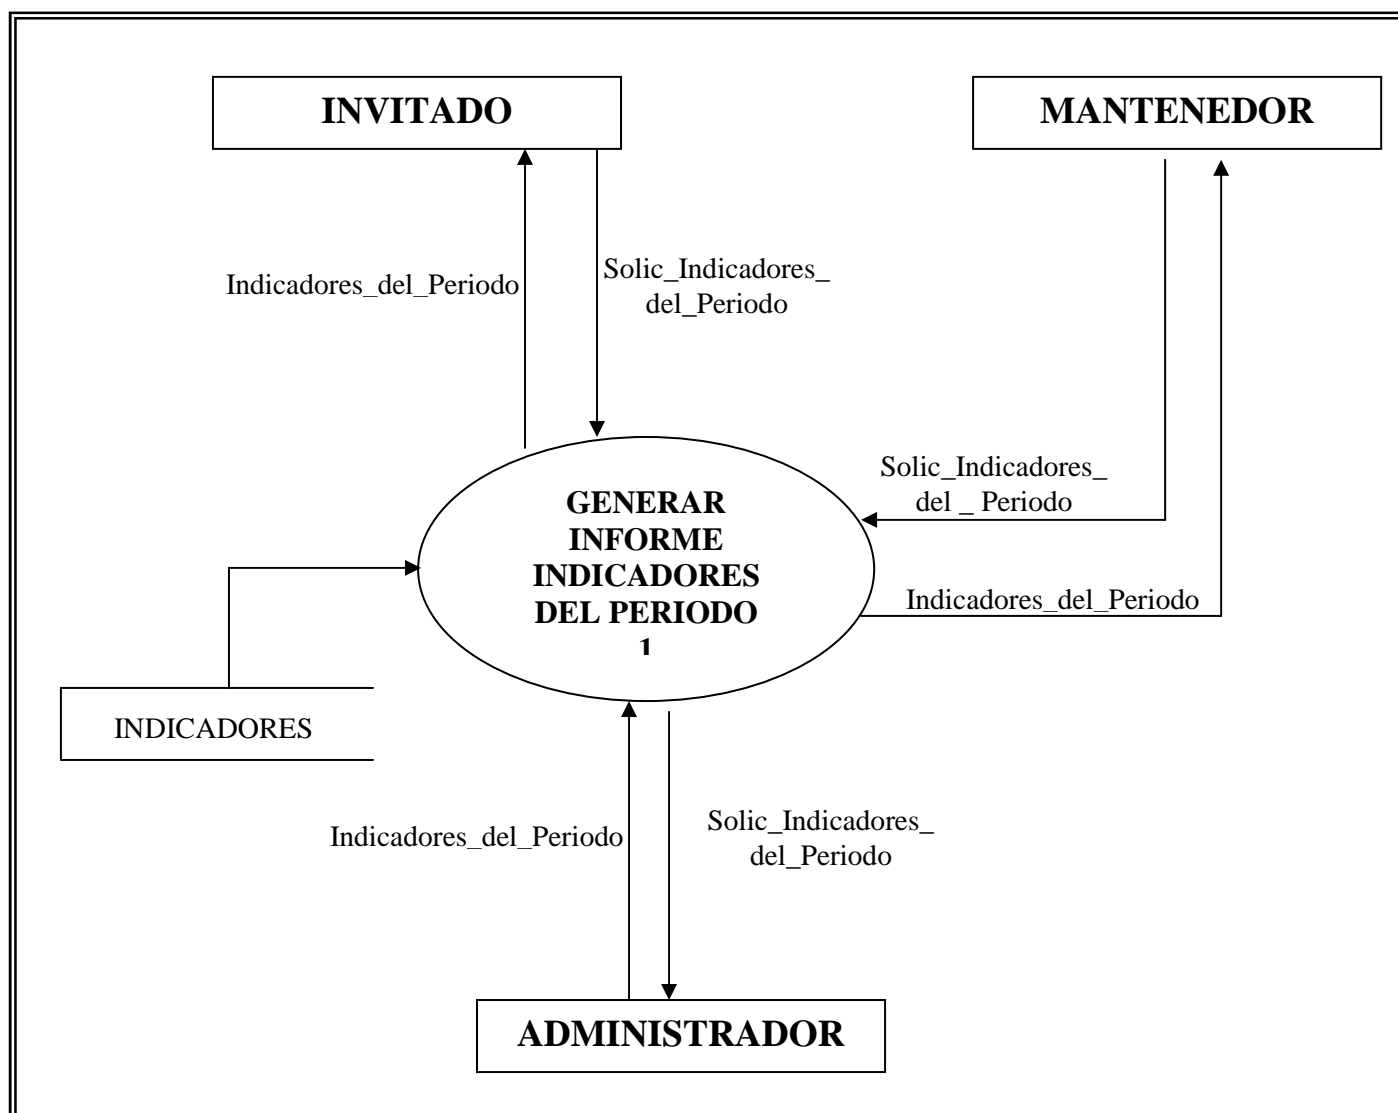 INVITADO
MANTENEDOR
Indicadores_del_Periodo
Solic_Indicadores_
del_Periodo
Solic_Indicadores_
del _ Periodo
GENERAR
INFORME
INDICADORES
DEL PERIODO
1
Indicadores_del_Periodo
INDICADORES
Indicadores_del_Periodo
Solic_Indicadores_
del_Periodo
ADMINISTRADOR